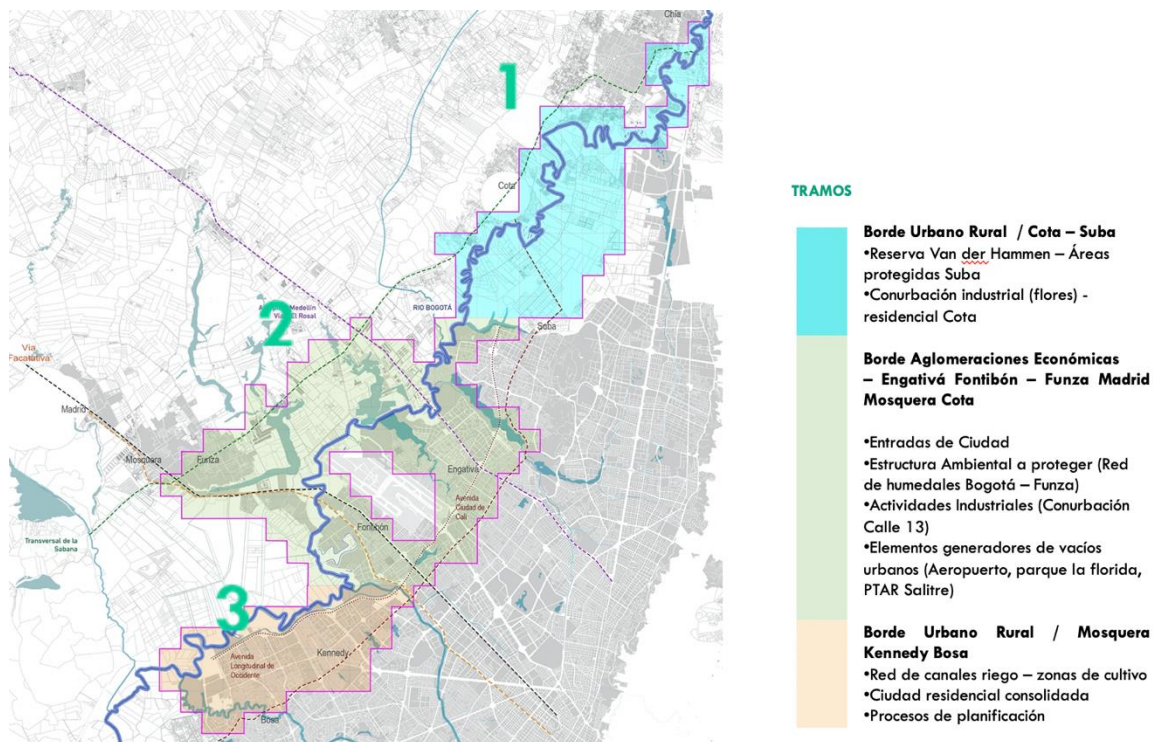 Chía
1
Cota
2
Medellín
Vía El Rosal
RIO BOGOTÁ
Suba
Vía
Facatativa
Madrid
Mosquera
Funza
Engativa
Avenida
Ciudad de
Cali
Fontibón
Transversal de la
Sabana
3
Avenida
Longitudinal de
Occidente
Kennedy
Bosa
TRAMOS
Borde Urbano Rural / Cota – Suba
•Reserva Van der Hammen – Áreas
protegidas Suba
•Conurbación industrial (flores) -
residencial Cota
Borde Aglomeraciones Económicas
– Engativá Fontibón – Funza Madrid
Mosquera Cota
•Entradas de Ciudad
•Estructura Ambiental a proteger (Red
de humedales Bogotá – Funza)
•Actividades Industriales (Conurbación
Calle 13)
•Elementos generadores de vacíos
urbanos (Aeropuerto, parque la florida,
PTAR Salitre)
Borde Urbano Rural / Mosquera
Kennedy Bosa
•Red de canales riego – zonas de cultivo
•Ciudad residencial consolidada
•Procesos de planificación